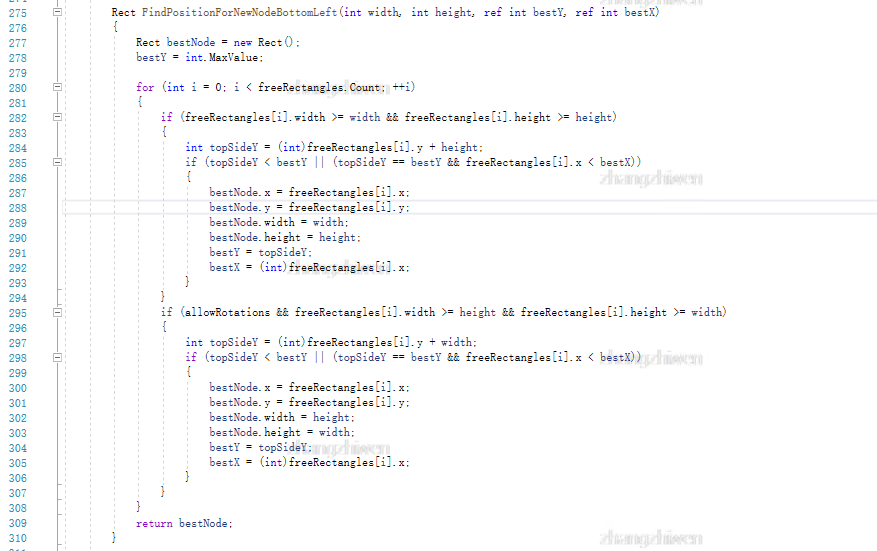 275 Rect FindPositionForNewNodeBottomLeft(int width, int height, ref int bestY, ref int bestX)
276 {
277 Rect bestNode = new Rect();
278 bestY = int.MaxValue;
279
280 for (int i = 0; i < freeRectangles.Count; ++i)
281 {
282 if (freeRectangles[i].width >= width && freeRectangles[i].height >= height)
283 {
284 int topSideY = (int)freeRectangles[i].y + height;
285 if (topSideY < bestY || (topSideY == bestY && freeRectangles[i].x < bestX))
286 {
zhangzhiwen
287 bestNode.x = freeRectangles[i].x;
288 bestNode.y = freeRectangles[i].y;
289 bestNode.width = width;
290 bestNode.height = height;
291 bestY = topSideY;
292 bestX = (int)freeRectangles[i].x;
293 }
294 }
295 if (allowRotations && freeRectangles[i].width >= height && freeRectangles[i].height >= width)
296 {
297 int topSideY = (int)freeRectangles[i].y + width;
298 if (topSideY < bestY || (topSideY == bestY && freeRectangles[i].x < bestX))
zhangzhiwen
299 {
300 bestNode.x = freeRectangles[i].x;
301 bestNode.y = freeRectangles[i].y;
302 bestNode.width = height;
303 bestNode.height = width;
304 bestY = topSideY;
zhangzhiwen
305 bestX = (int)freeRectangles[i].x;
306 }
307 }
308 }
309 return bestNode;
310 }
zhangzhiwen